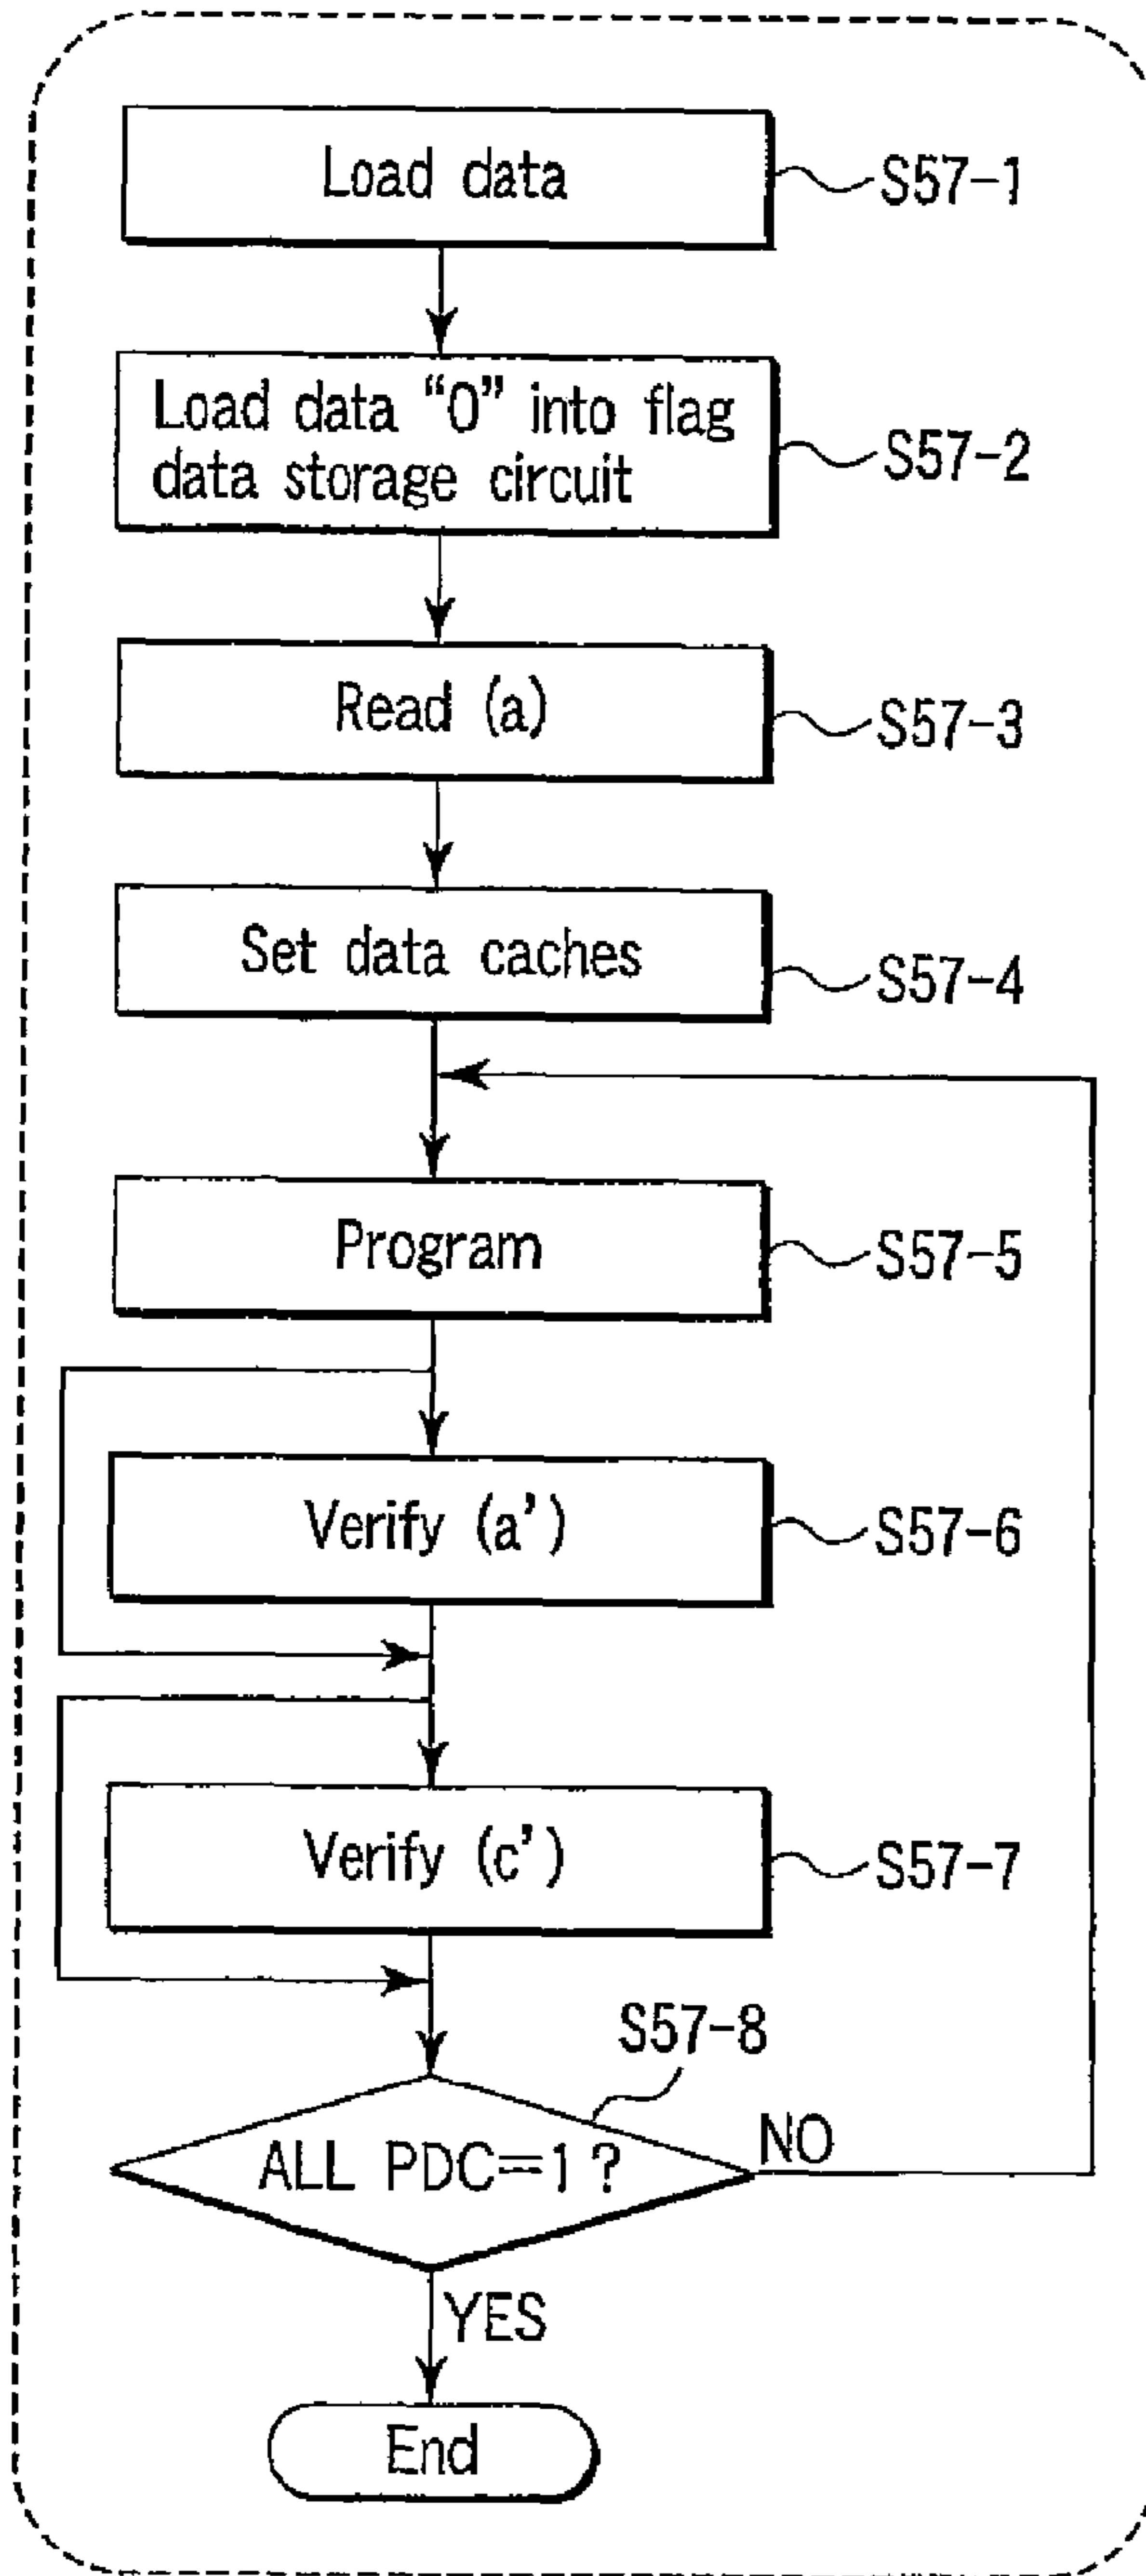 Load data
S57-1
Load data “0” into flag
data storage circuit
S57-2
Read (a)
S57-3
Set data caches
S57-4
Program
S57-5
Verify (a’)
S57-6
Verify (c’)
S57-7
S57-8
ALL PDC=1 ?
NO
YES
End